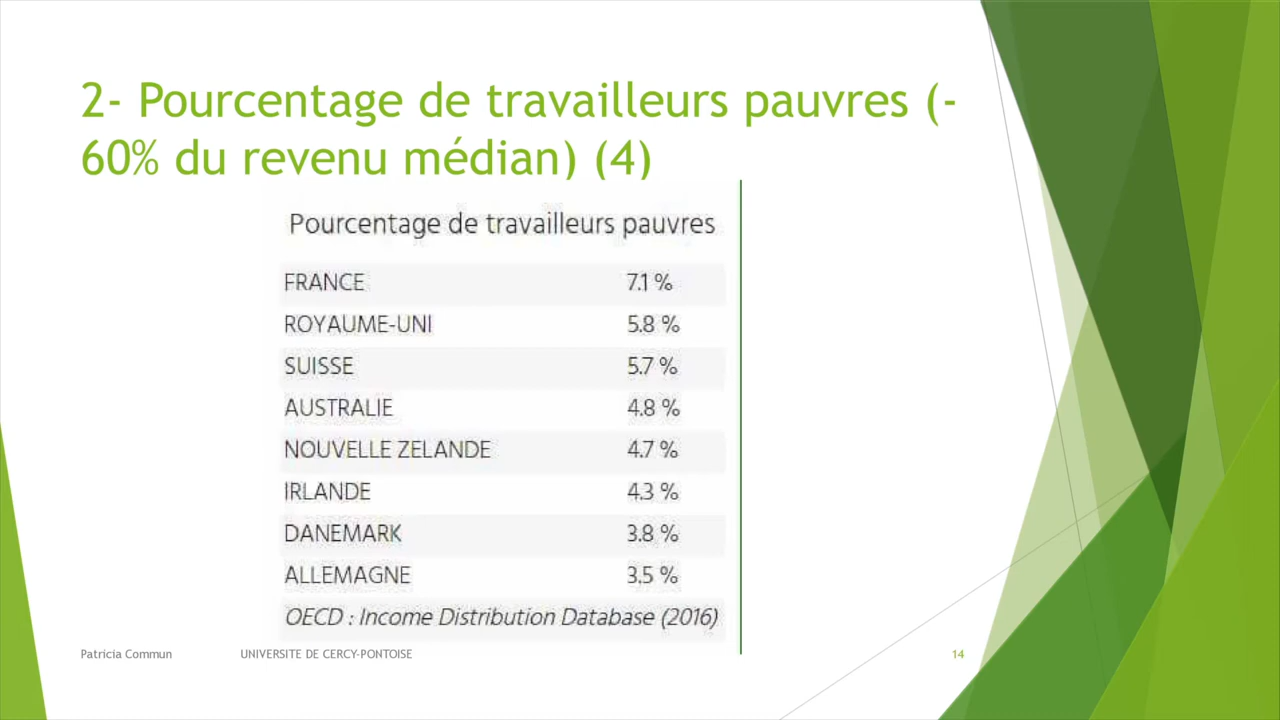 2- Pourcentage de travailleurs pauvres (-
60% du revenu médian) (4)
Pourcentage de travailleurs pauvres
FRANCE 7.1 %
ROYAUME-UNI 5.8 %
SUISSE 5.7 %
AUSTRALIE 4.8 %
NOUVELLE ZELANDE 4.7 %
IRLANDE 4.3 %
DANEMARK 3.8 %
ALLEMAGNE 3.5 %
OECD : Income Distribution Database (2016)
Patricia Commun UNIVERSITE DE CERCY-PONTOISE 14